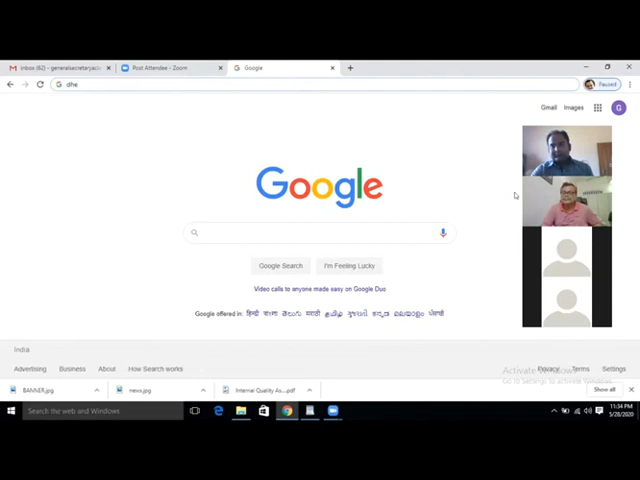 Inbox (62) - generalsecretaryac
Post Attendee - Zoom
Google
dhe
Paused
Gmail Images
G
Google
Google Search
I'm Feeling Lucky
Video calls to anyone made easy on Google Duo
Google offered in: हिन्दी বাংলা తెలుగు मराठी தமிழ் ગુજરાતી ಕನ್ನಡ മലയാളം ਪੰਜਾਬੀ
India
Advertising Business About How Search works
Privacy Terms Settings
Activate Windows
Go to Settings to activate Windows.
BANNER.jpg
news.jpg
Internal Quality As....pdf
Show all
Search the web and Windows
11:34 PM
5/28/2020